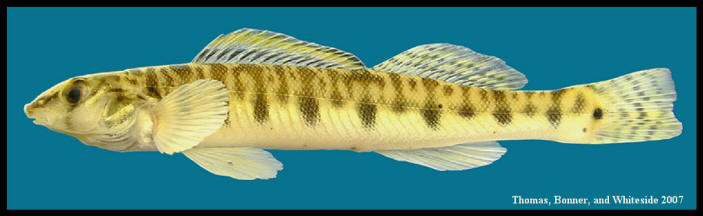 Thomas, Bonner, and Whiteside 2007